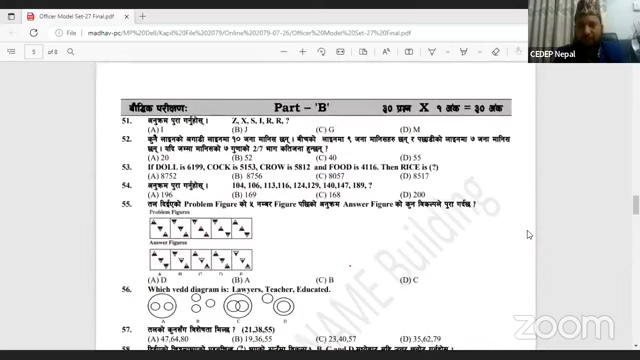 Officer Model Set-27 Final.pdf
madhav-pc/MP%20Dell/Kapil%20File%2079/Online%202079/2079-07-26/Officer%20Model%20Set-27%20Final.pdf
5 of 8
CEDEP Nepal
बौद्धिक परीक्षणः Part – 'B' ३० प्रश्न X १ अंक = ३० अंक
51. अनुक्रम पुरा गर्नुहोस् । Z, X, S, I, R, R, ?
(A) I (B) J (C) G (D) M
52. कुनै लाइनको अगाडी लाइनमा १० जना मानिस छन् । बीचको लाइनमा ९ जना मानिसहरु छन् र पछाडीको लाइनमा ७ जना मानिस
छन् । यदि जम्मा मानिसको ७ गुणाको 2/7 भाग कतिजना हुन्छन् ?
(A) 20 (B) 52 (C) 40 (D) 55
53. If DOLL is 6199, COCK is 5153, CROW is 5812 and FOOD is 4116. Then RICE is (?)
(A) 8752 (B) 8756 (C) 8057 (D) 8517
54. अनुक्रम पुरा गर्नुहोस् । 104, 106, 113,116, 124,129, 140,147, 189, ?
(A) 196 (B) 169 (C) 168 (D) 200
55. तल दिईएको Problem Figure को ५ नम्बर Figure पछिको अनुक्रम Answer Figure को कुन विकल्पले पुरा गर्दछ ?
Problem Figures
Answer Figures
A B C D E
(A) D (B) A (C) B (D) C
56. Which vedd diagram is: Lawyers, Teacher, Educated.
A B C D
57. तलको कुनसँग विशेषता मिल्छ ? (21,38,55)
(A) 47,64,80 (B) 19,36,55 (C) 23,40,57 (D) 35,62,79
58.
NAME Building
zoom